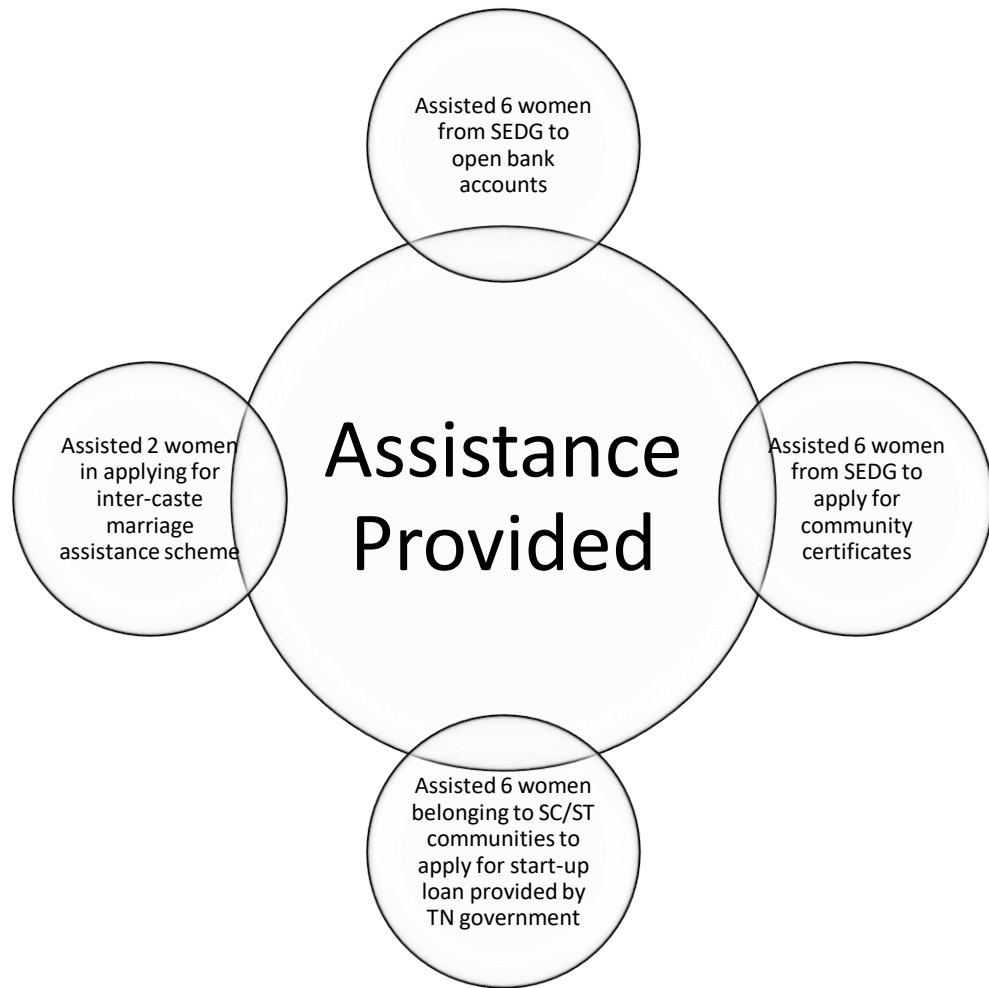 Assisted 6 women
from SEDG to
open bank
accounts
Assisted 2 women
in applying for
inter-caste
marriage
assistance scheme
Assistance
Provided
Assisted 6 women
from SEDG to
apply for
community
certificates
Assisted 6 women
belonging to SC/ST
communities to
apply for start-up
loan provided by
TN government